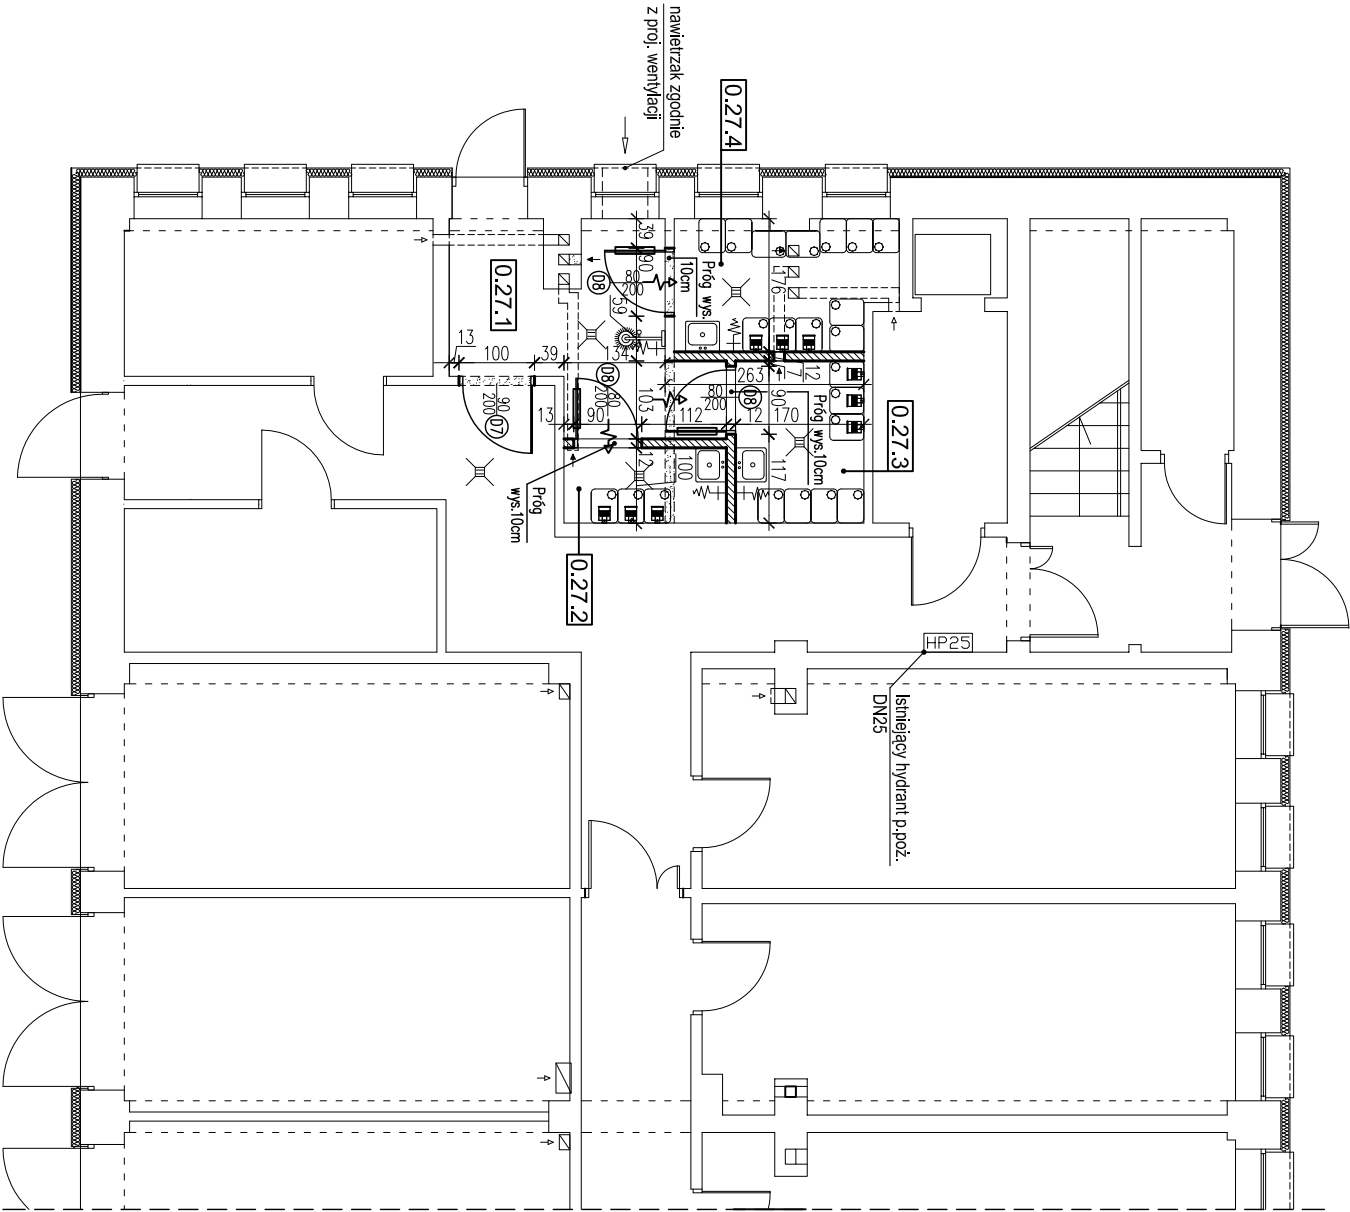 nawietrzak zgodnie
z proj. wentylacji
0.27.4
0.27.1
0.27.3
0.27.2
Próg wys.
10cm
Próg wys.10cm
Próg
wys.10cm
HP25
Istniejący hydrant p.poż.
DN25
39
90
80
200
D8
59
176
13
100
39
134
263
12
7
90
D8
80
200
D8
80
200
103
13
90
112
12
170
117
12
100
90
200
D7